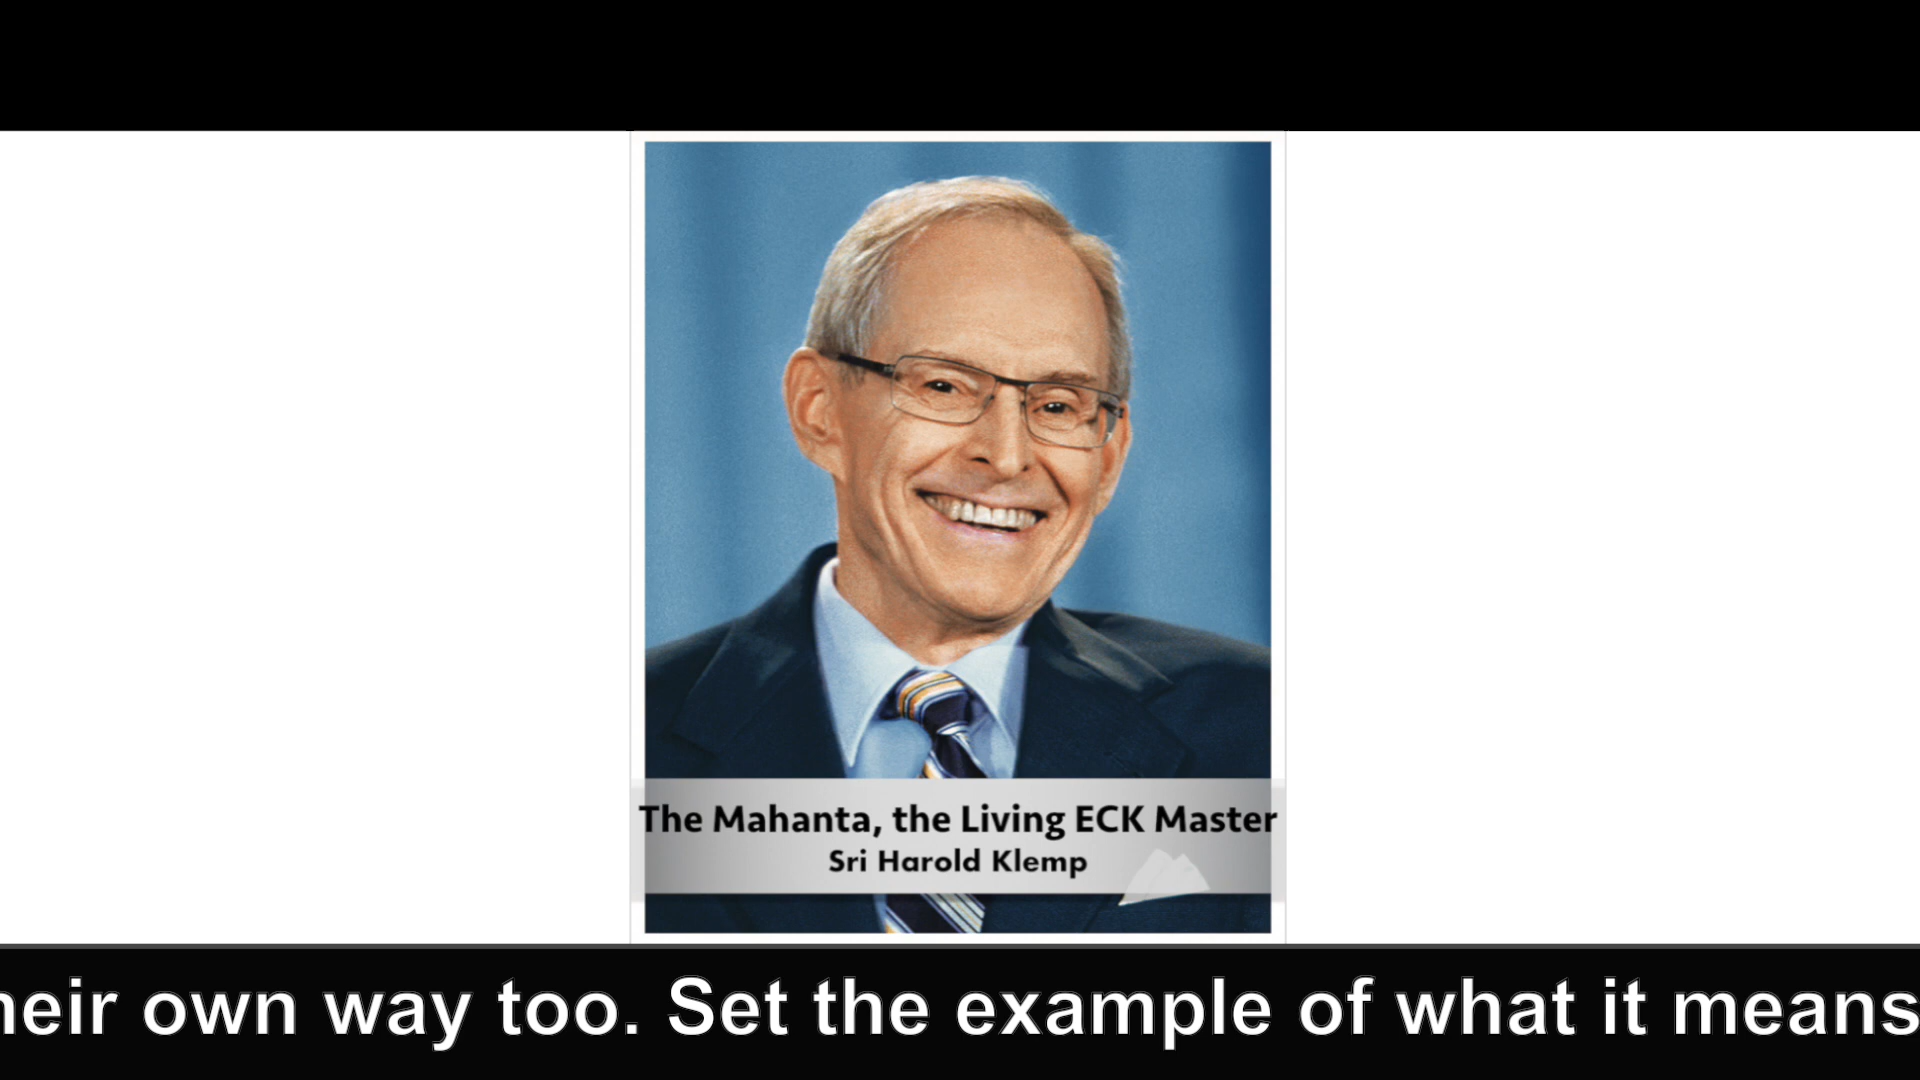 The Mahanta, the Living ECK Master
Sri Harold Klemp
own way too. Set the example of what it means